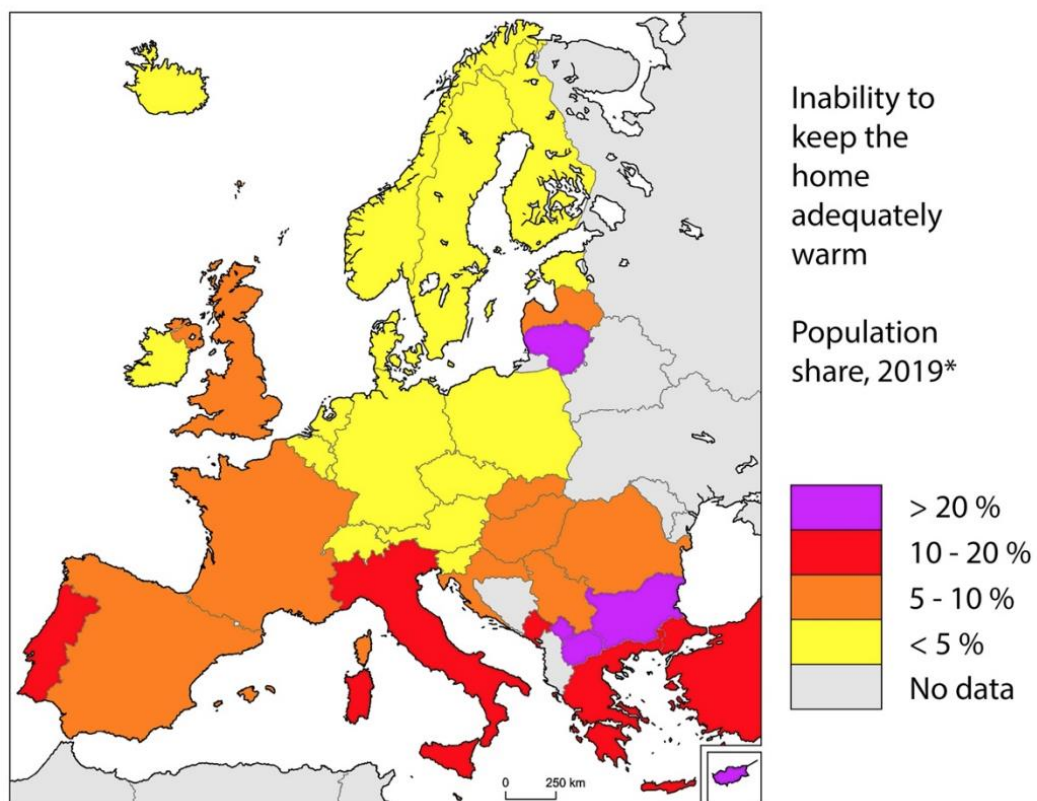 Inability to
keep the
home
adequately
warm
Population
share, 2019*
> 20 %
10 - 20 %
5 - 10 %
< 5 %
No data
0 250 km